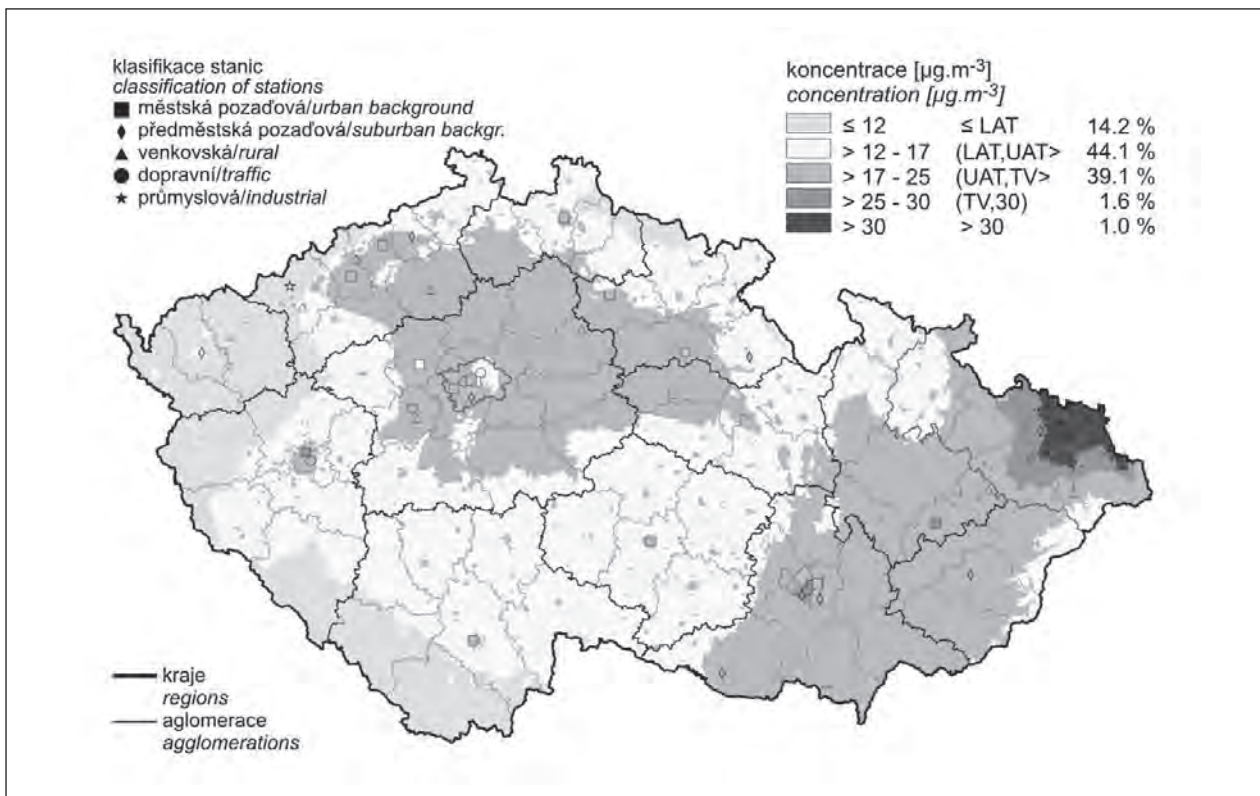 klasifikace stanic
classification of stations
městská pozaďová/urban background
předměstská pozaďová/suburban backgr.
venkovská/rural
dopravní/traffic
průmyslová/industrial
koncentrace [µg.m-3]
concentration [µg.m-3]
≤ 12 ≤ LAT 14.2 %
> 12 - 17 (LAT,UAT> 44.1 %
> 17 - 25 (UAT,TV> 39.1 %
> 25 - 30 (TV,30) 1.6 %
> 30 > 30 1.0 %
kraje
regions
aglomerace
agglomerations